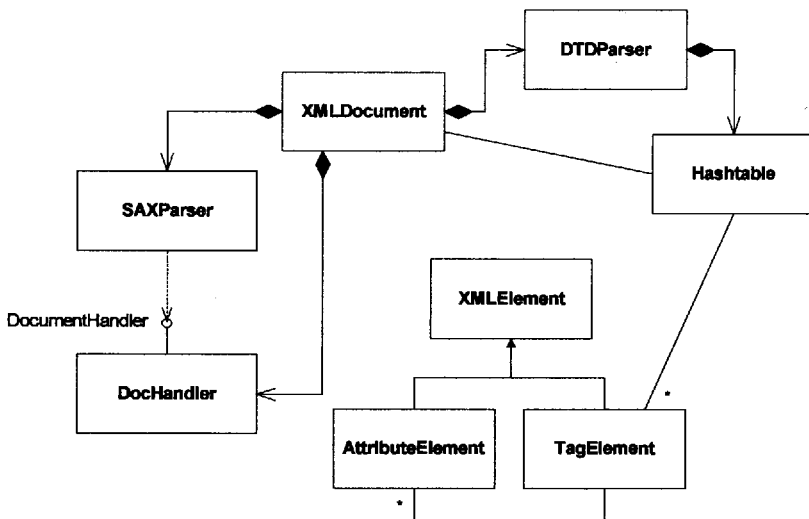 DTDParser
XMLDocument
Hashtable
SAXParser
XMLElement
DocumentHandler
DocHandler
*
AttributeElement
TagElement
*